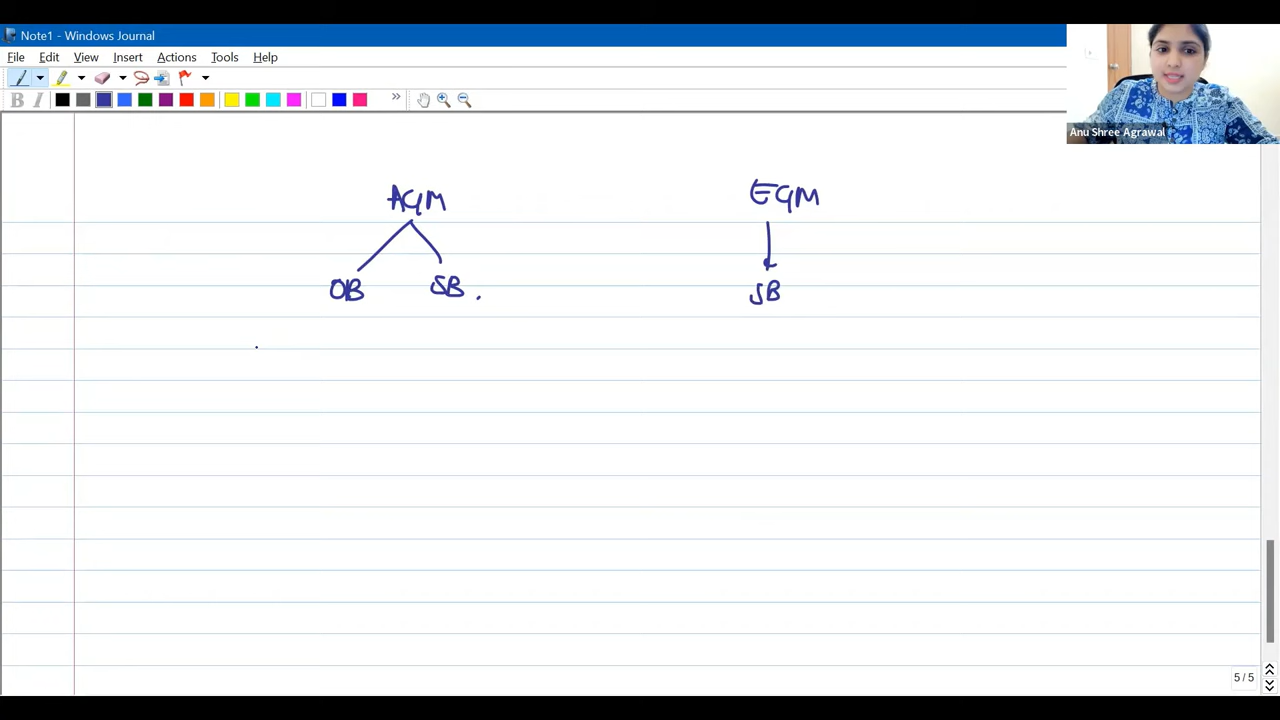 Note1 - Windows Journal
File Edit View Insert Actions Tools Help
B I »
Anu Shree Agrawal
AGM EGM
OB SB. SB
5 / 5